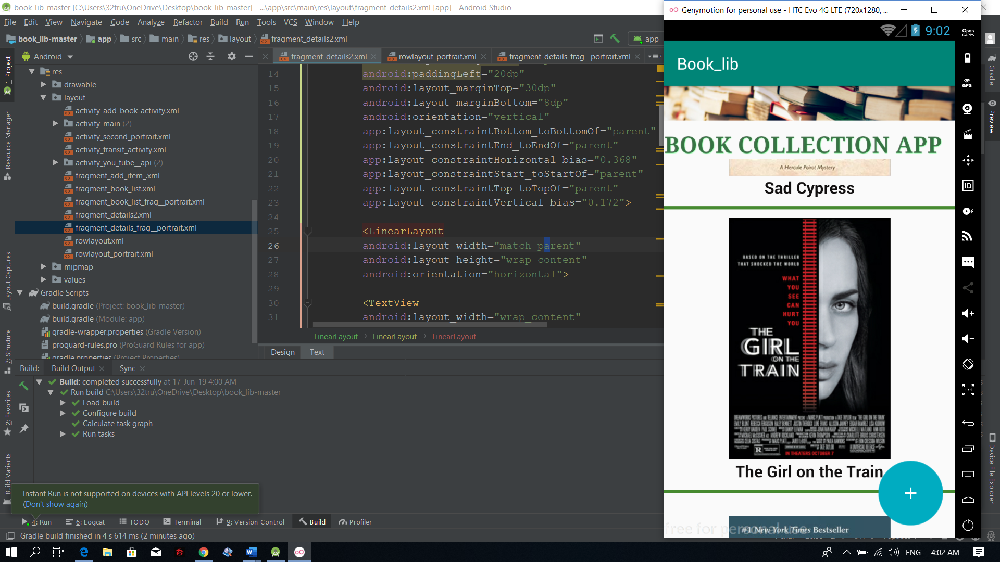 book_lib-master [C:\Users\32tru\OneDrive\Desktop\book_lib-master] - ...\app\src\main\res\layout\fragment_details2.xml [app] - Android Studio
File Edit View Navigate Code Analyze Refactor Build Run Tools VCS Window Help
book_lib-master app src main res layout fragment_details2.xml
app
Android
fragment_details2.xml
rowlayout_portrait.xml
fragment_details_frag__portrait.xml
7
1: Project
Resource Manager
Layout Captures
7: Structure
2: Favorites
Build Variants
res
drawable
layout
activity_add_book_activity.xml
activity_main (2)
activity_second_portrait.xml
activity_transit_activity.xml
activity_you_tube__api (2)
fragment_add_item_.xml
fragment_book_list.xml
fragment_book_list_frag__portrait.xml
fragment_details2.xml
fragment_details_frag__portrait.xml
rowlayout.xml
rowlayout_portrait.xml
mipmap
values
Gradle Scripts
build.gradle (Project: book_lib-master)
build.gradle (Module: app)
gradle-wrapper.properties (Gradle Version)
proguard-rules.pro (ProGuard Rules for app)
gradle.properties (Project Properties)
14 android:paddingLeft="20dp"
15 android:layout_marginTop="30dp"
16 android:layout_marginBottom="8dp"
17 android:orientation="vertical"
18 app:layout_constraintBottom_toBottomOf="parent"
19 app:layout_constraintEnd_toEndOf="parent"
20 app:layout_constraintHorizontal_bias="0.368"
21 app:layout_constraintStart_toStartOf="parent"
22 app:layout_constraintTop_toTopOf="parent"
23 app:layout_constraintVertical_bias="0.172">
24
25 <LinearLayout
26 android:layout_width="match_parent"
27 android:layout_height="wrap_content"
28 android:orientation="horizontal">
29
30 <TextView
31 android:layout_width="wrap_content"
LinearLayout LinearLayout LinearLayout
Design Text
Build: Build Output Sync
Build: completed successfully at 17-Jun-19 4:00 AM
Run build C:\Users\32tru\OneDrive\Desktop\book_lib-master
Load build
Configure build
Calculate task graph
Run tasks
Instant Run is not supported on devices with API levels 20 or lower.
(Don't show again)
4: Run 6: Logcat TODO Terminal 9: Version Control Build Profiler
Gradle build finished in 4 s 614 ms (2 minutes ago)
Genymotion for personal use - HTC Evo 4G LTE (720x1280, ...
9:02
Open
GAPPS
GPS
ID
1:1
Book_lib
BOOK COLLECTION APP
A Hercule Poirot Mystery
Sad Cypress
BASED ON THE THRILLER
THAT SHOCKED THE WORLD
WHAT
YOU
SEE
CAN
HURT
YOU
THE
GIRL
ON THE
TRAIN
R
IN THEATERS OCTOBER 7
The Girl on the Train
+
#1 New York Times Bestseller
free for personal use
Gradle
Preview
Device File Explorer
ENG 4:02 AM